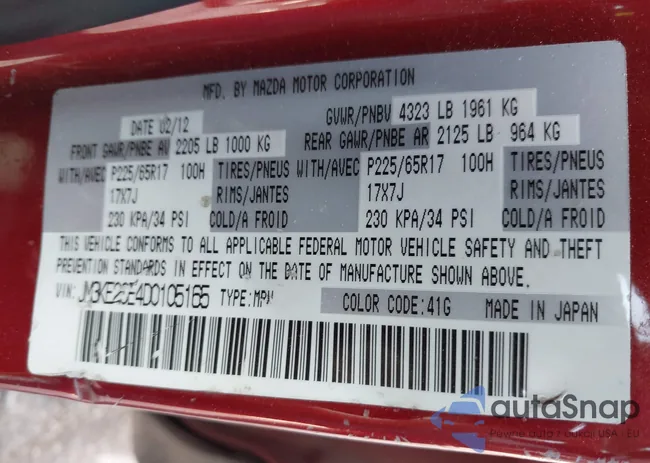 MFD. BY MAZDA MOTOR CORPORATION
DATE 02/12 GVWR/PNBV 4323 LB 1961 KG
FRONT GAWR/PNBE AV 2205 LB 1000 KG REAR GAWR/PNBE AR 2125 LB 964 KG
WITH/AVEC P225/65R17 100H TIRES/PNEUS WITH/AVEC P225/65R17 100H TIRES/PNEUS
17X7J RIMS/JANTES 17X7J RIMS/JANTES
230 KPA/34 PSI COLD/A FROID 230 KPA/34 PSI COLD/A FROID
THIS VEHICLE CONFORMS TO ALL APPLICABLE FEDERAL MOTOR VEHICLE SAFETY AND THEFT
PREVENTION STANDARDS IN EFFECT ON THE DATE OF MANUFACTURE SHOWN ABOVE.
VIN: TYPE:MPV COLOR CODE:41G MADE IN JAPAN
autoSnap
Pewne auto z aukcji USA - EU